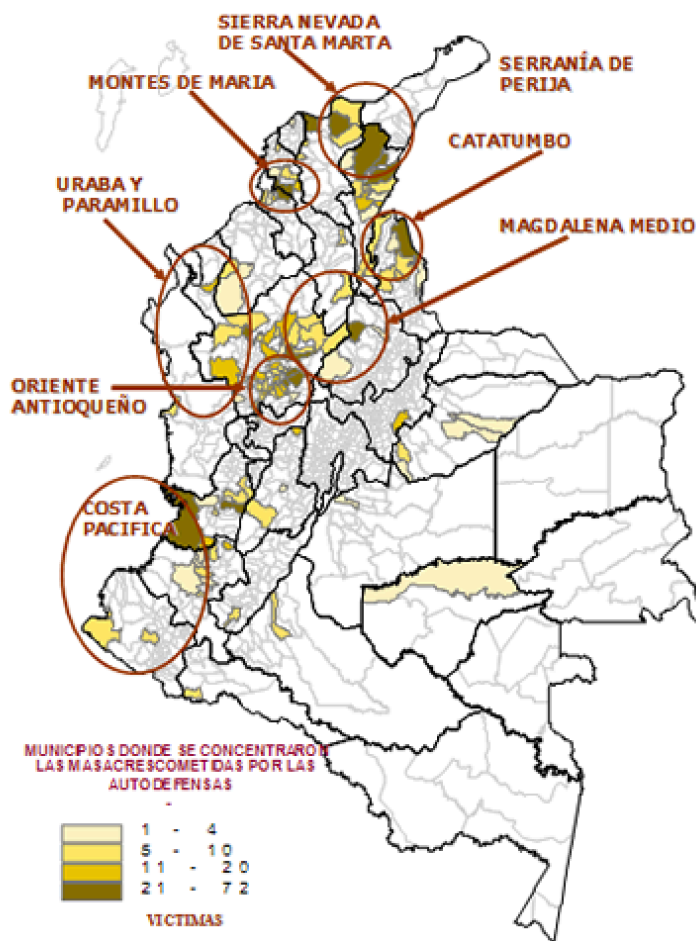 SIERRA NEVADA
DE SANTA MARTA
SERRANÍA DE
PERIJA
MONTES DE MARIA
CATATUMBO
URABA Y
PARAMILLO
MAGDALENA MEDIO
ORIENTE
ANTIOQUEÑO
COSTA
PACIFICA
MUNICIPIOS DONDE SE CONCENTRARON
LAS MASACRESCOMETIDAS POR LAS
AUTODEFENSAS
-
1 - 4
5 - 10
11 - 20
21 - 72
VICTIMAS